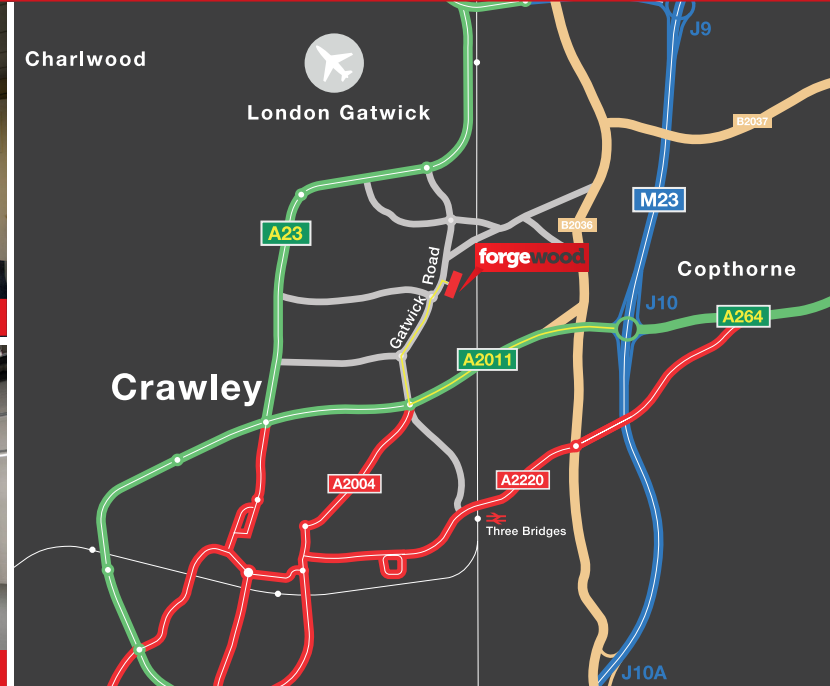 J9
Charlwood
London Gatwick
B2037
M23
B2036
A23
forgewood
Gatwick Road
Copthorne
J10
A264
A2011
Crawley
A2004
A2220
Three Bridges
J10A